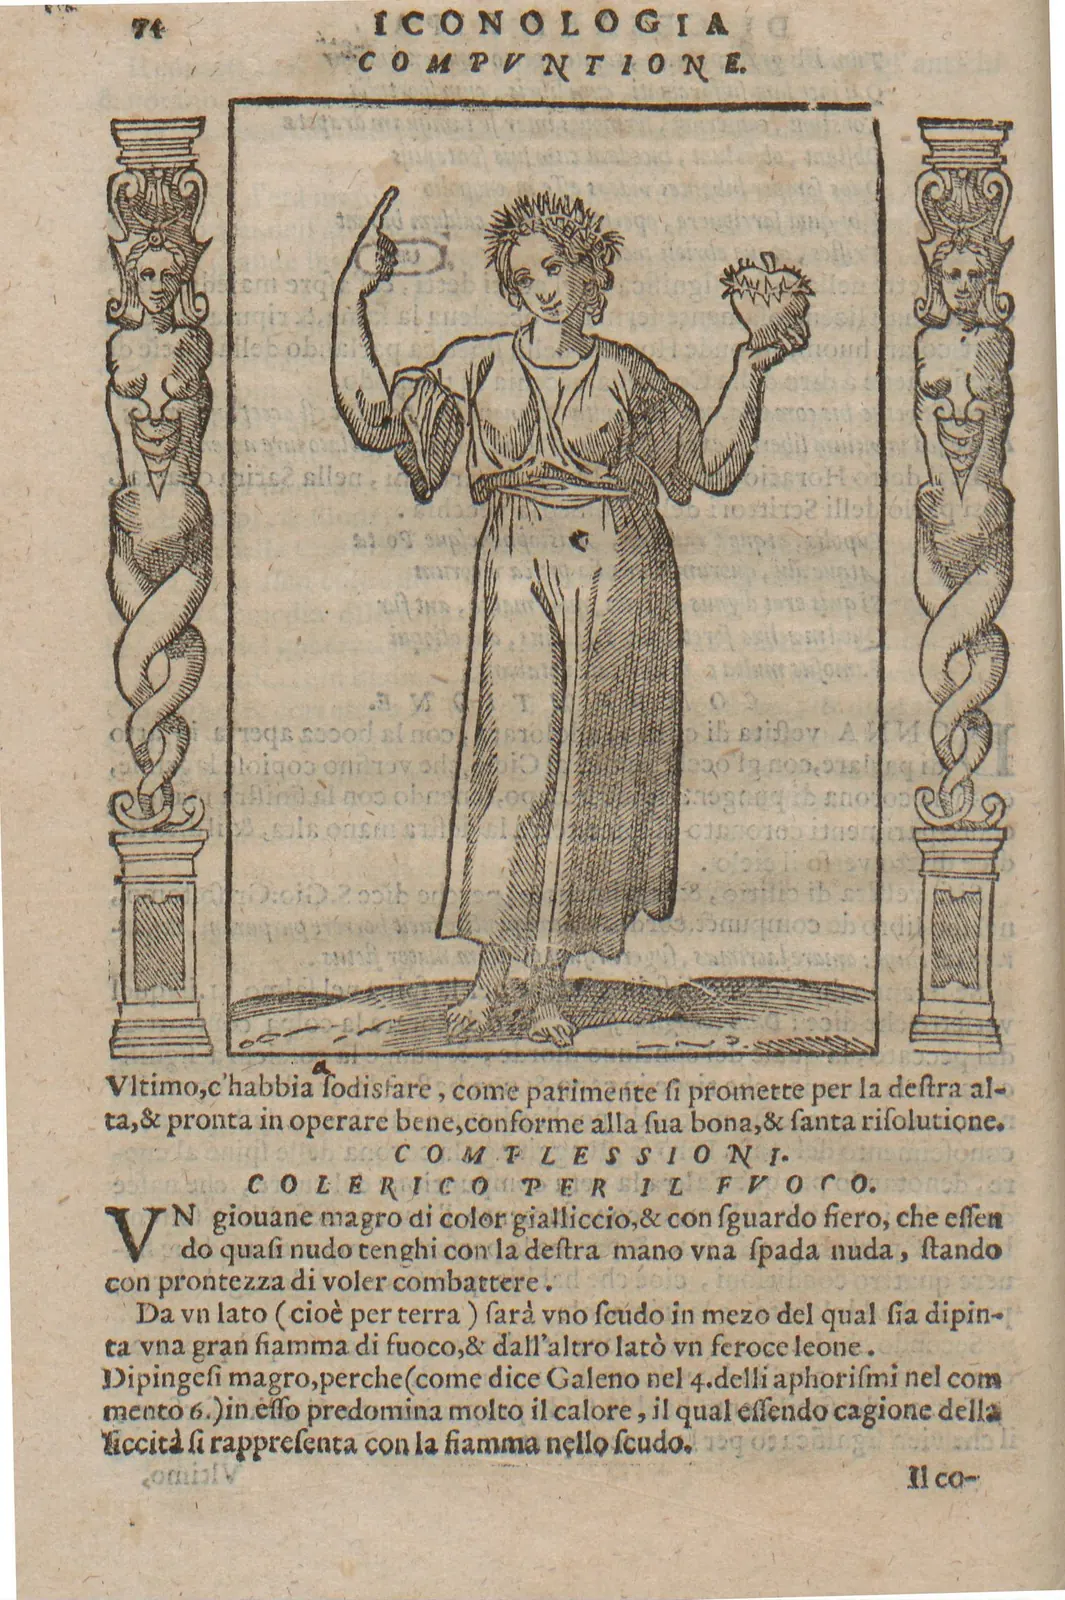 74 ICONOLOGIA
COMPVNTIONE.
Vltimo,c'habbia a ſodisfare, come parimente ſi promette per la deſtra al-
ta,& pronta in operare bene,conforme alla ſua bona,& ſanta riſolutione.
COMPLESSIONI.
COLERICO PER IL FVOCO.
VN giouane magro di color gialliccio,& con ſguardo fiero, che eſſen
do quaſi nudo tenghi con la deſtra mano vna ſpada nuda, ſtando
con prontezza di voler combattere.
Da vn lato (cioè per terra) ſarà vno ſcudo in mezo del qual ſia dipin-
ta vna gran fiamma di fuoco,& dall'altro latò vn feroce leone.
Dipingeſi magro,perche(come dice Galeno nel 4.delli aphoriſmi nel com
mento 6.)in eſſo predomina molto il calore, il qual eſſendo cagione della
ſiccità ſi rappreſenta con la fiamma nello ſcudo.
Il co-